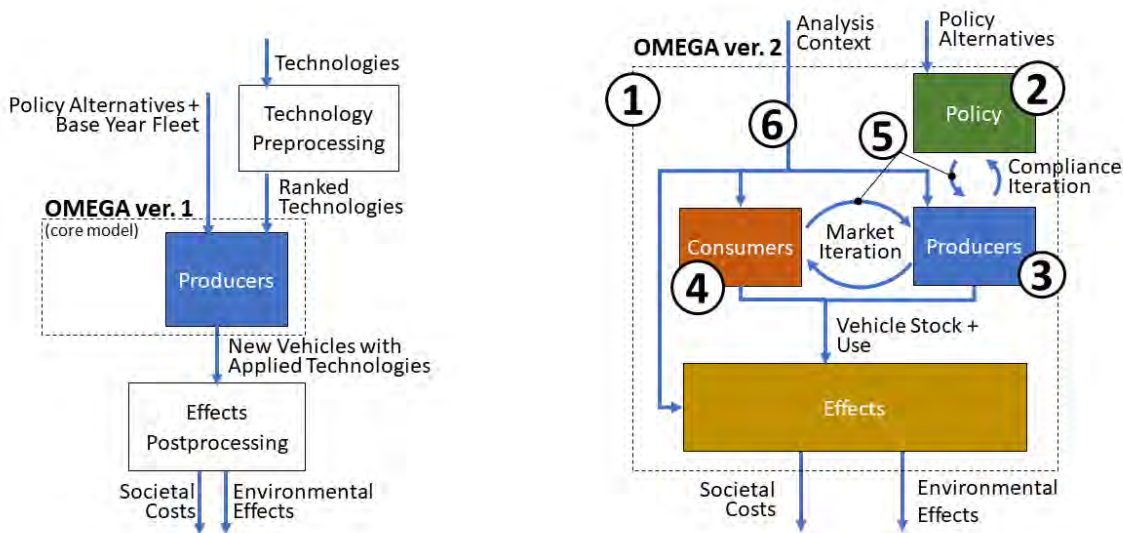 Technologies
Policy Alternatives +
Base Year Fleet
Technology
Preprocessing
Ranked
Technologies
OMEGA ver. 1
(core model)
Producers
New Vehicles with
Applied Technologies
Effects
Postprocessing
Societal
Costs
Environmental
Effects
OMEGA ver. 2
Analysis
Context
Policy
Alternatives
1
2
Policy
6
5
Compliance
Iteration
Consumers
Market
Iteration
Producers
4
3
Vehicle Stock +
Use
Effects
Societal
Costs
Environmental
Effects